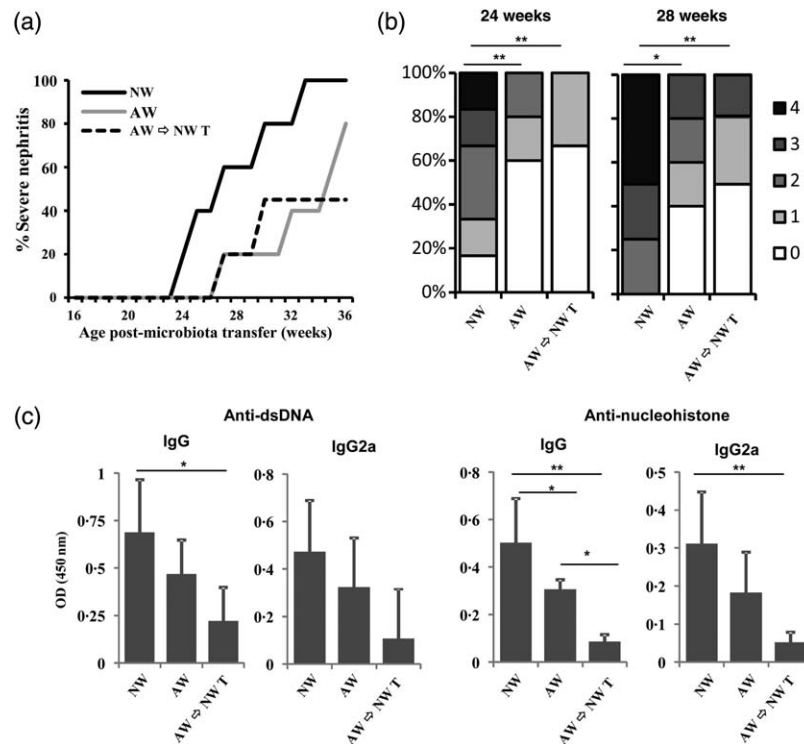 (a)
% Severe nephritis
100
80
60
40
20
0
NW
AW
AW ⇨ NW T
16 20 24 28 32 36
Age post-microbiota transfer (weeks)
(b)
24 weeks
28 weeks
**
**
**
*
100%
80%
60%
40%
20%
0%
NW
AW
AW ⇨ NW T
NW
AW
AW ⇨ NW T
4
3
2
1
0
(c)
Anti-dsDNA
Anti-nucleohistone
IgG
IgG2a
IgG
IgG2a
OD (450 nm)
1
0·75
0·5
0·25
0
*
NW
AW
AW ⇨ NW T
0·8
0·6
0·4
0·2
0
NW
AW
AW ⇨ NW T
0·8
0·6
0·4
0·2
0
**
*
*
NW
AW
AW ⇨ NW T
0·5
0·4
0·3
0·2
0·1
0
**
NW
AW
AW ⇨ NW T